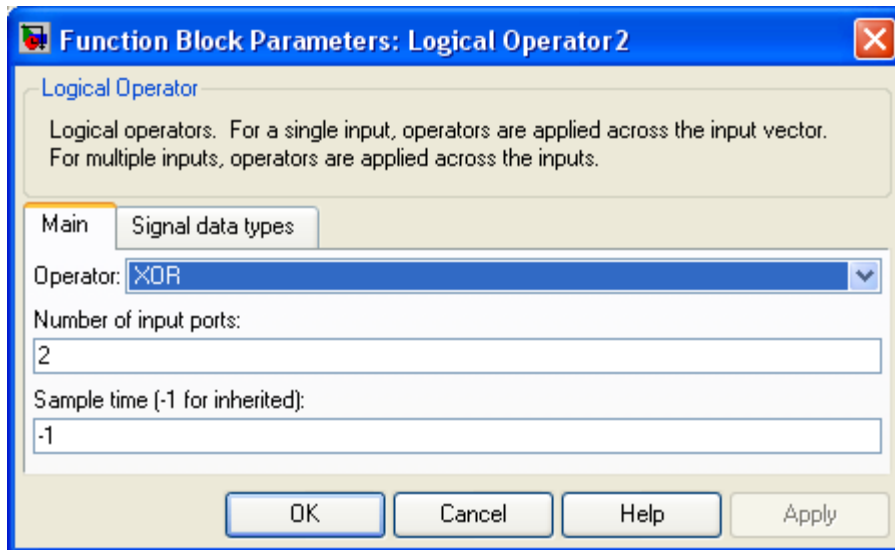 Function Block Parameters: Logical Operator2
Logical Operator
Logical operators. For a single input, operators are applied across the input vector.
For multiple inputs, operators are applied across the inputs.
Main Signal data types
Operator: XOR
Number of input ports:
2
Sample time (-1 for inherited):
-1
OK Cancel Help Apply